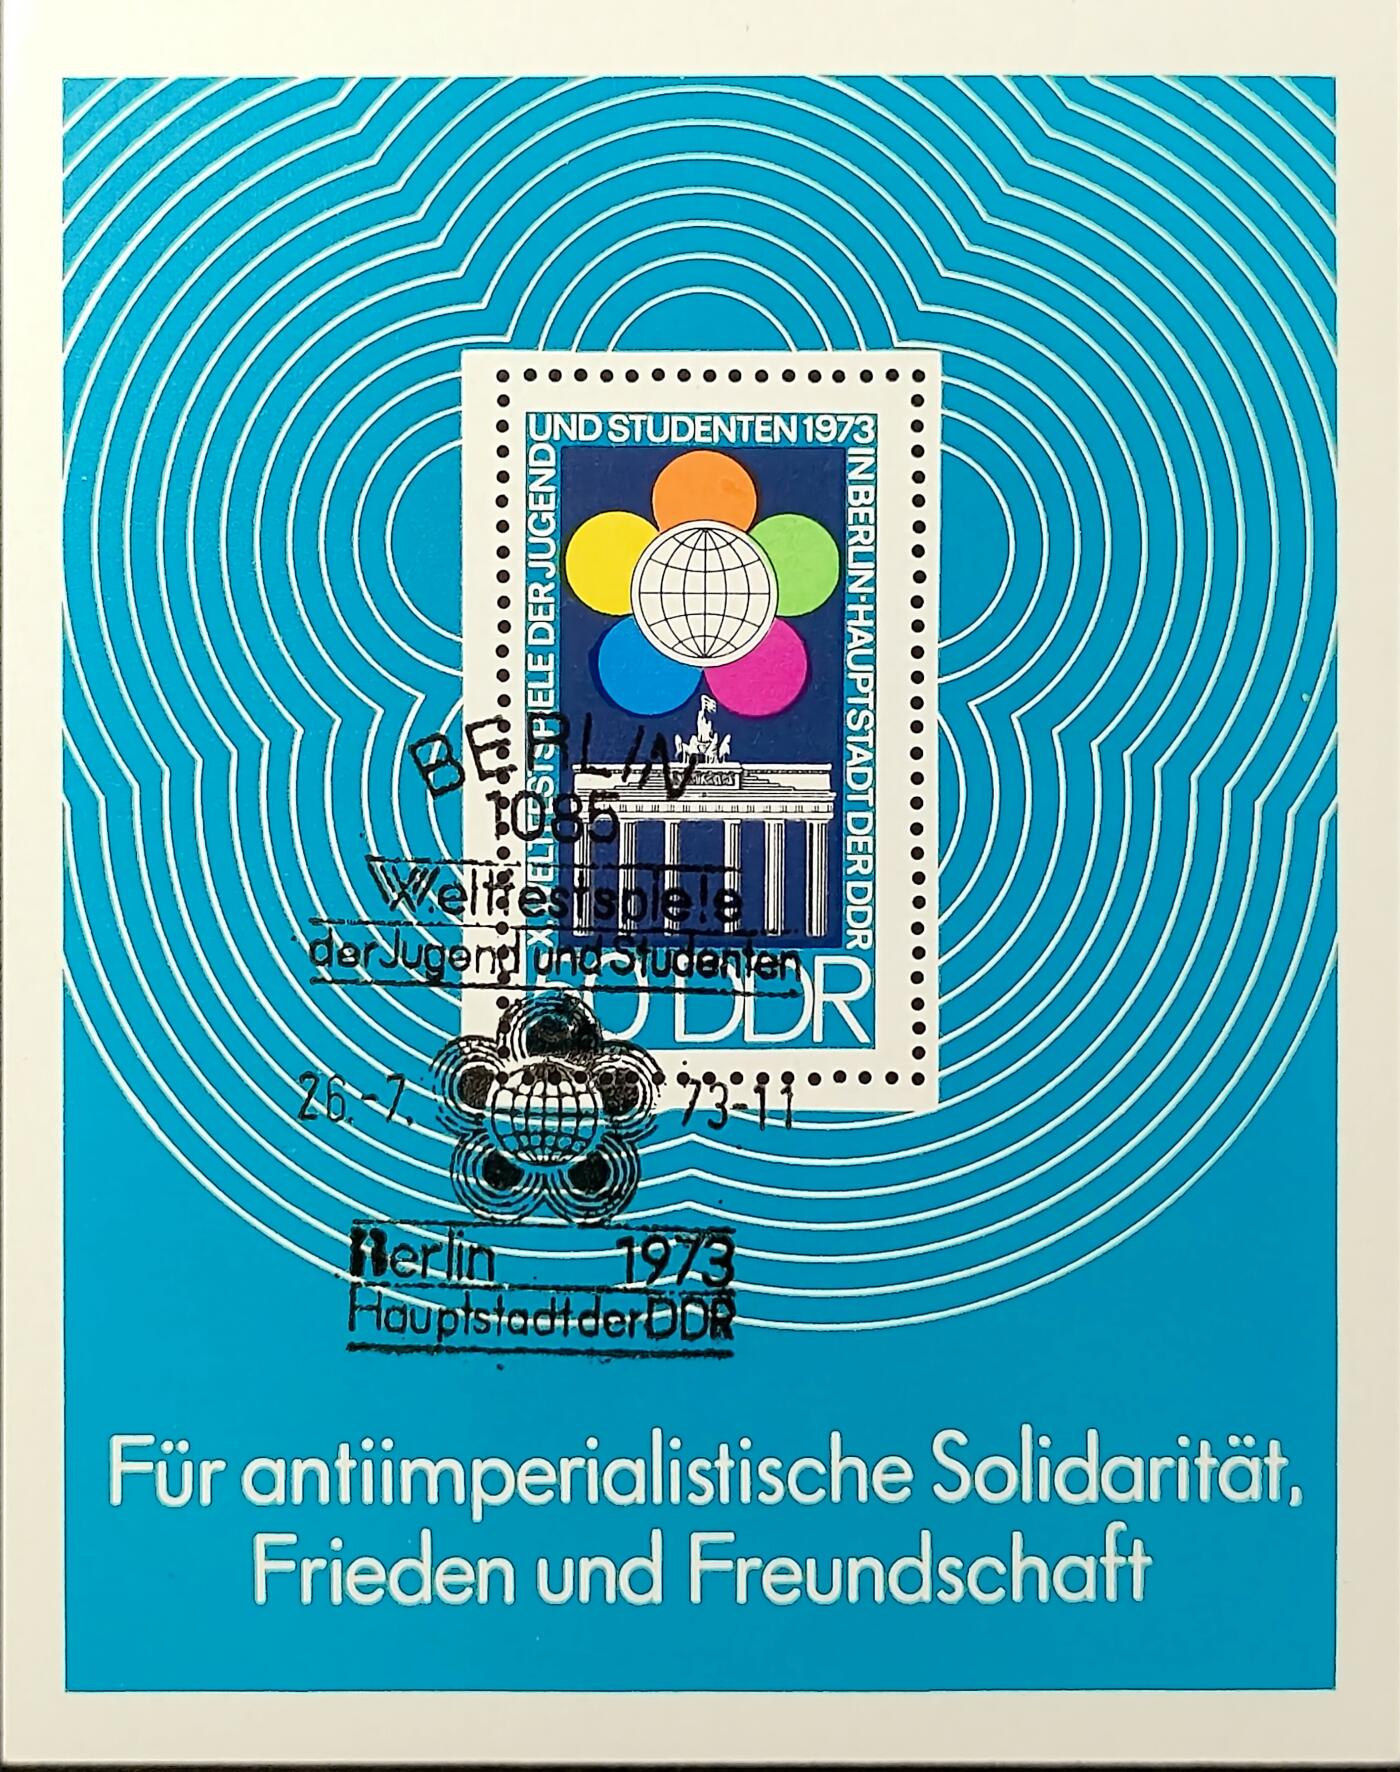 X. WELTFESTSPIELE DER JUGEND
UND STUDENTEN 1973
IN BERLIN·HAUPTSTADT DER DDR
50 DDR
BERLIN
1085
Weltfestspiele
der Jugend und Studenten
26.-7. 73-11
Berlin 1973
Hauptstadt der DDR
Für antiimperialistische Solidarität,
Frieden und Freundschaft